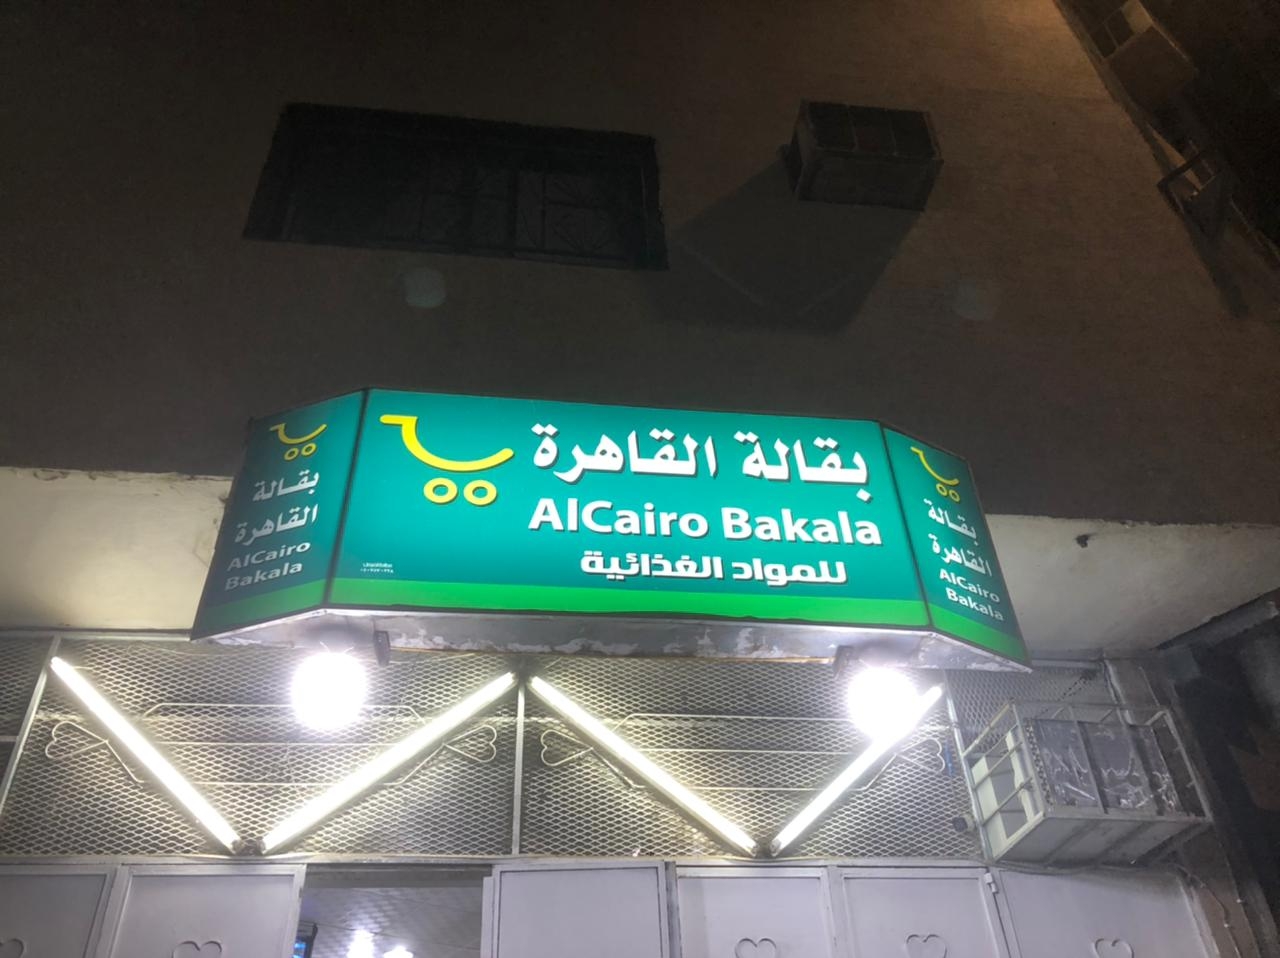 بقالة
القاهرة
AlCairo
Bakala
بقالة القاهرة
AlCairo Bakala
للمواد الغذائية
بقالة
القاهرة
AlCairo
Bakala